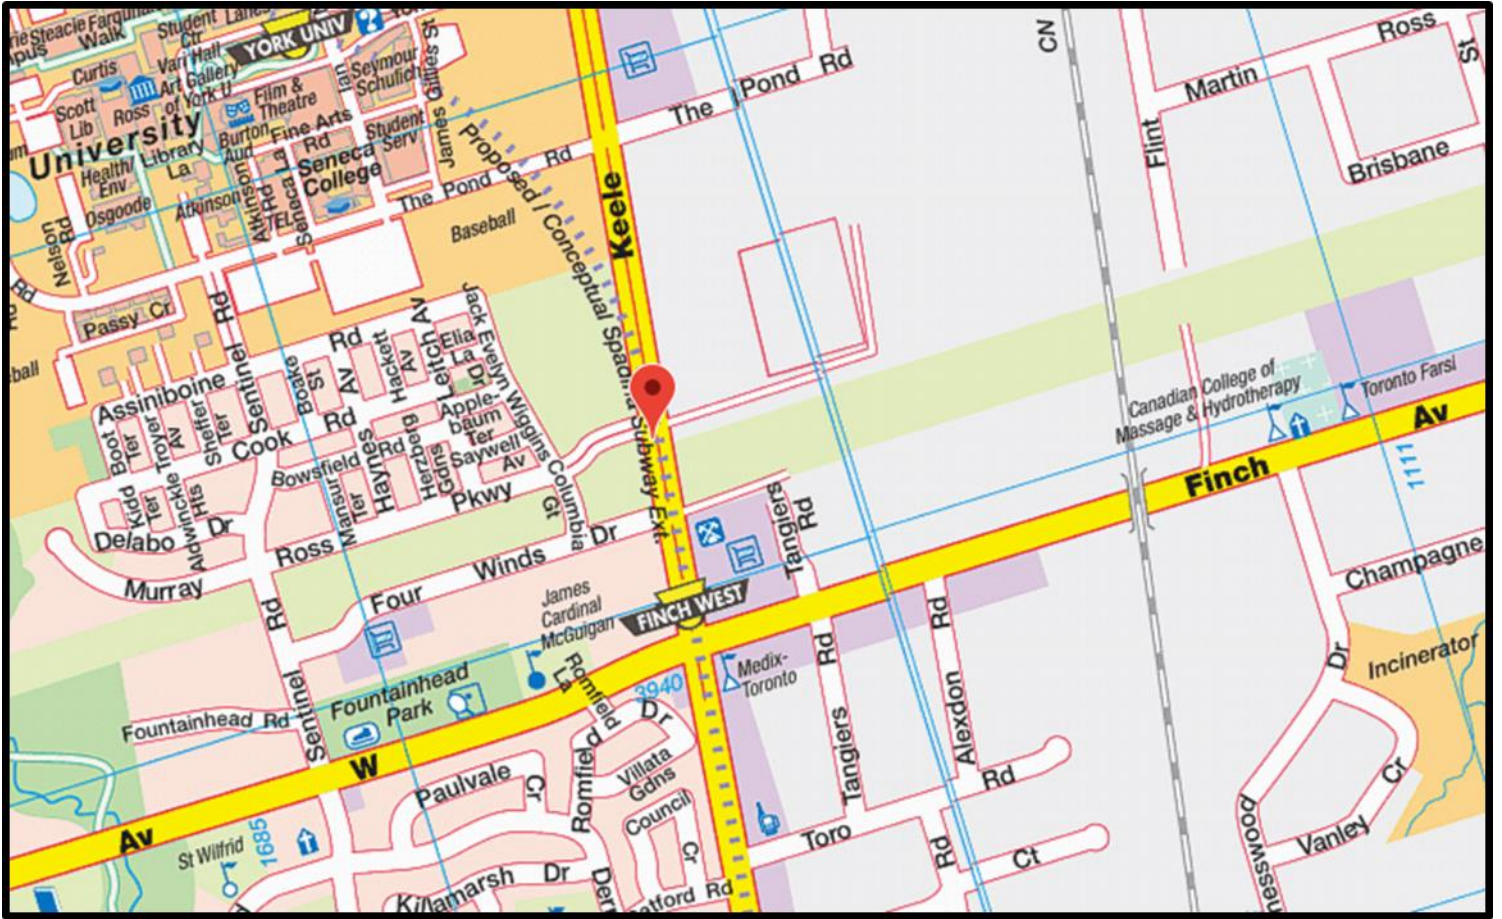 Steacie
Farquharson
Walk
Student
Ctr
Lanes
YORK UNIV
?
York
CN
Ross
St
Martin
Flint
Brisbane
Curtis
Vari Hall
Art Gallery
of York U
Scott
Lib
Ross
Film &
Theatre
Ian
Seymour
Schulich
James Gillies St
University
Burton
Aud
Fine Arts
Rd
Student
Serv
Library
La
Health/
Env
Seneca
College
Osgoode
Atkinson
Atkinson
Rd
Seneca La
TEL
The Pond Rd
The Pond Rd
Nelson
Rd
Rd
Baseball
Keele
Proposed / Conceptual Spadina Subway Ext.
Passy Cr
Sentinel Rd
ball
Assiniboine Rd
Boake
St
Hackett
Av
Leitch Av
Av
Elia
La
Dr
Jack Evelyn Wiggins
Boot
Ter
Troyer
Av
Sheffer
Ter
Cook Rd
Apple-
baum
Ter
Saywell
Av
Bowsfield Rd
Haynes
Herzberg
Gdns
Mansur
Ter
Kidd
Ter
Aldwinckle
Hts
Columbia
Gt
Delabo Dr
Murray Ross Pkwy
Four Winds Dr
Tangiers
Rd
Canadian College of
Massage & Hydrotherapy
Toronto Farsi
Finch Av
1111
James
Cardinal
McGuigan
FINCH WEST
Sentinel Rd
Fountainhead
Park
Fountainhead Rd
Romfield
La
3940
Dr
Medix-
Toronto
Tangiers Rd
Alexdon Rd
Rd
Champagne
Dr
Incinerator
Av W
Paulvale Cr
Romfield
Villata
Gdns
Council
Cr
Toro
Rd
Ct
Cr
Vanley
St Wilfrid
1685
Killamarsh Dr
Rd